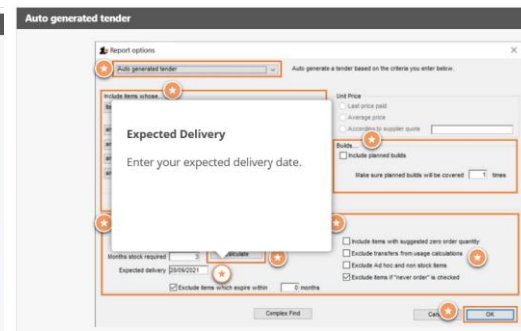 Auto generated tender
Report options
Auto generated tender
Auto generate a tender based on the criteria you enter below.
Include items whose...
Unit Price
Last price paid
Average price
According to supplier quote:
Builds...
Include planned builds
Make sure planned builds will be covered 1 times
Expected Delivery
Enter your expected delivery date.
Include items with suggested zero order quantity
Exclude transfers from usage calculations
Exclude Ad hoc and non stock items
Exclude items if "never order" is checked
Months stock required 3
Expected delivery 20/09/2021
Exclude items which expire within 0 months
Complex Find
OK